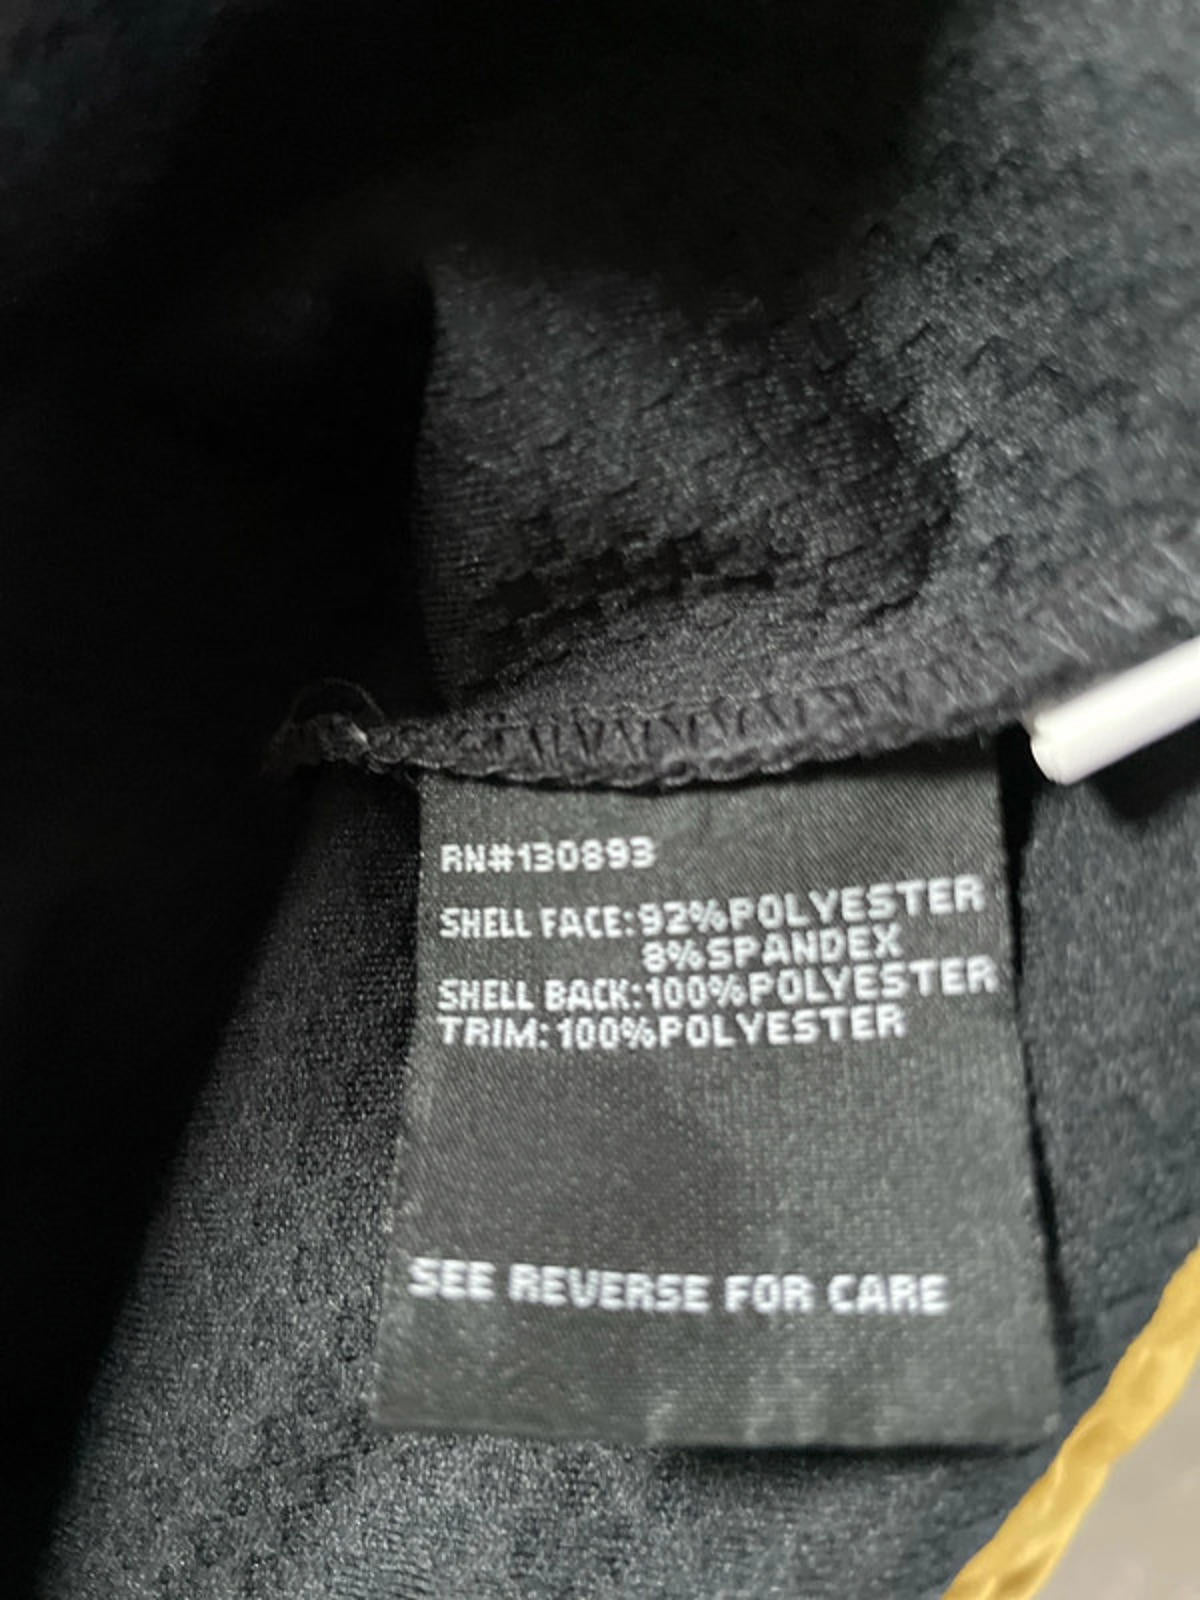 RN#130893
SHELL FACE:92%POLYESTER
8%SPANDEX
SHELL BACK:100%POLYESTER
TRIM:100%POLYESTER
SEE REVERSE FOR CARE